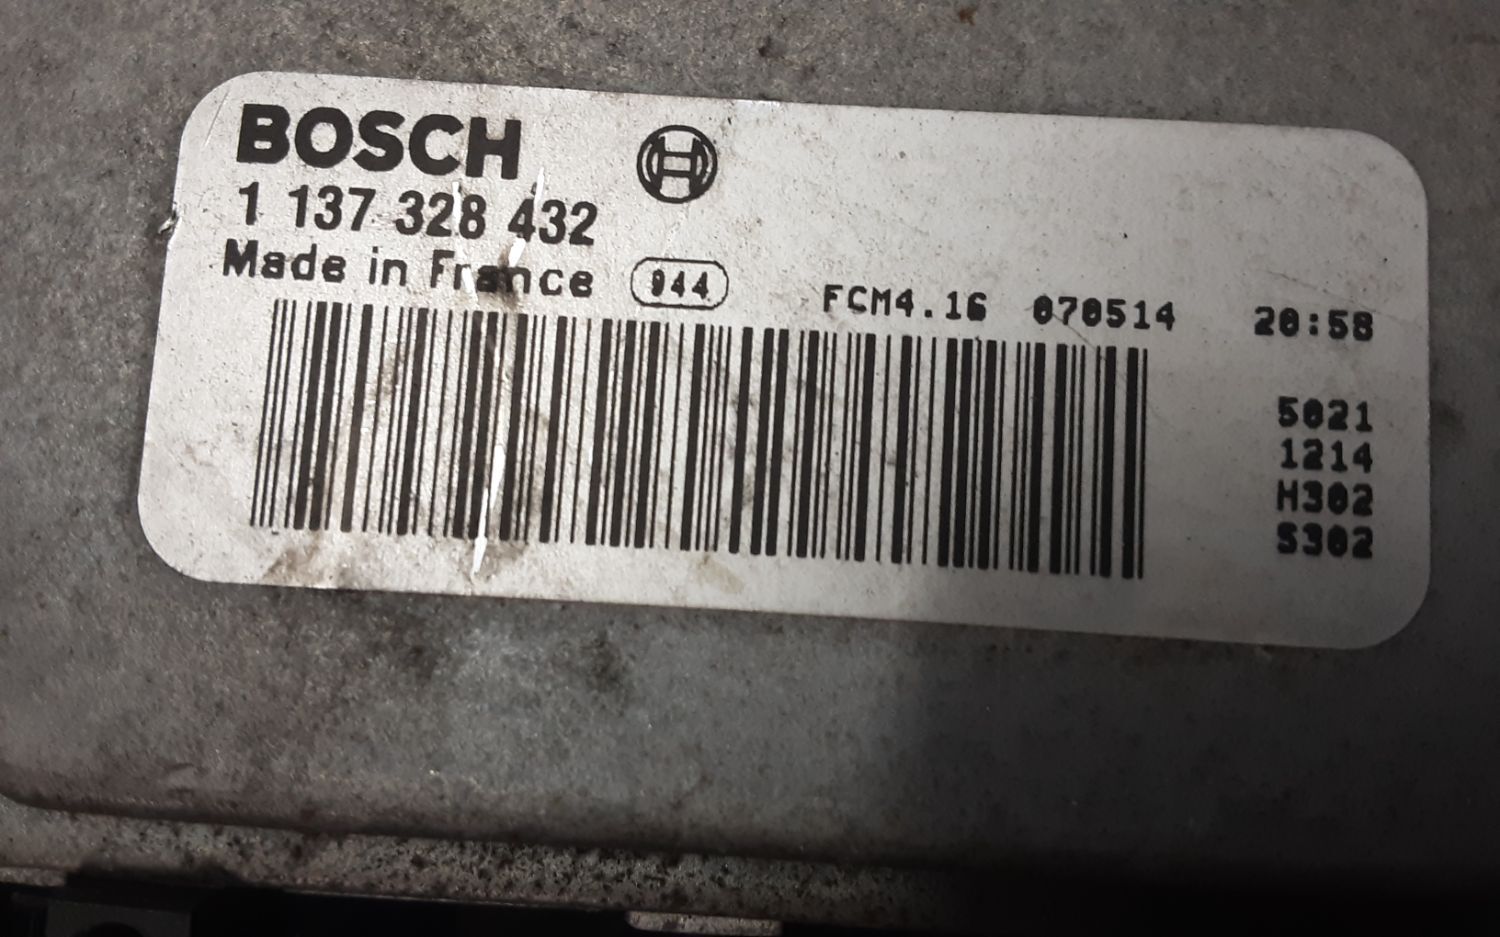 BOSCH
1 137 328 432
Made in France 944 FCM4.16 070514 20:58
5021
1214
H302
S302